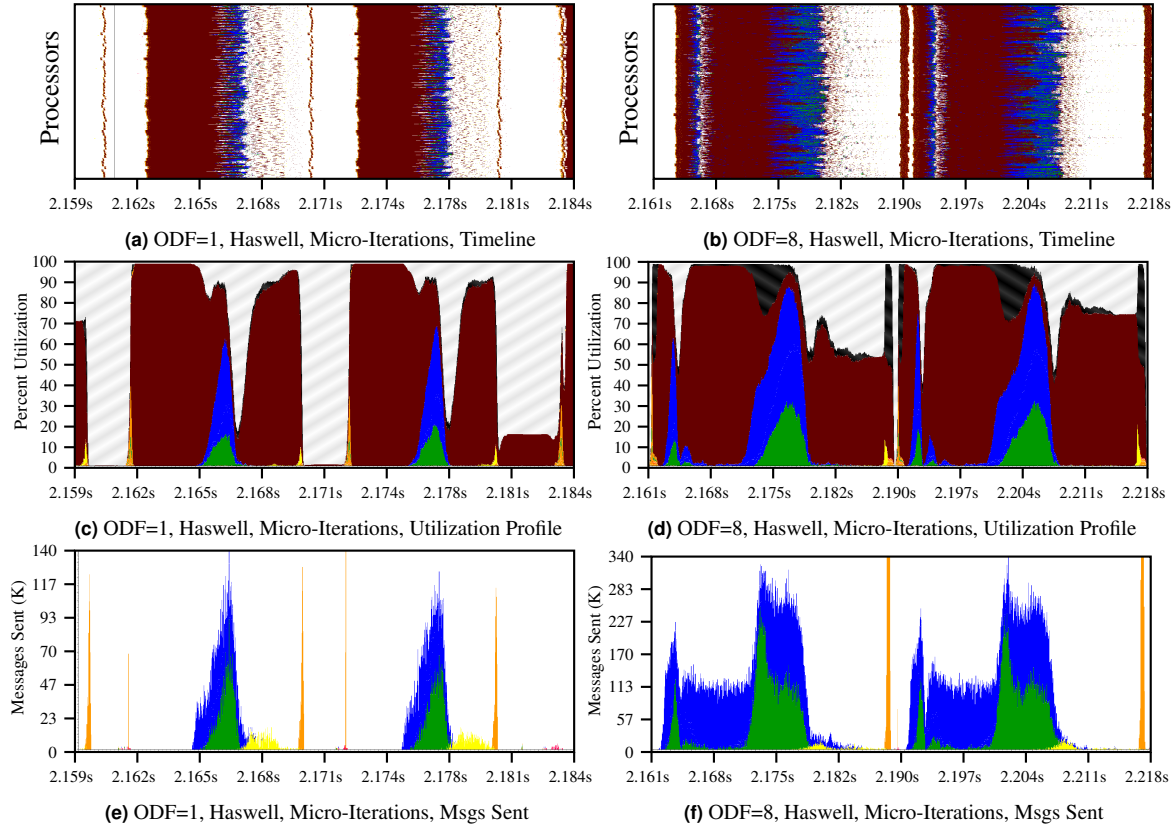 Processors
2.159s 2.162s 2.165s 2.168s 2.171s 2.174s 2.178s 2.181s 2.184s
(a) ODF=1, Haswell, Micro-Iterations, Timeline
Processors
2.161s 2.168s 2.175s 2.182s 2.190s 2.197s 2.204s 2.211s 2.218s
(b) ODF=8, Haswell, Micro-Iterations, Timeline
Percent Utilization
100
90
80
70
60
50
40
30
20
10
0
2.159s 2.162s 2.165s 2.168s 2.171s 2.174s 2.178s 2.181s 2.184s
(c) ODF=1, Haswell, Micro-Iterations, Utilization Profile
Percent Utilization
100
90
80
70
60
50
40
30
20
10
0
2.161s 2.168s 2.175s 2.182s 2.190s 2.197s 2.204s 2.211s 2.218s
(d) ODF=8, Haswell, Micro-Iterations, Utilization Profile
Messages Sent (K)
140
117
93
70
47
23
0
2.159s 2.162s 2.165s 2.168s 2.171s 2.174s 2.178s 2.181s 2.184s
(e) ODF=1, Haswell, Micro-Iterations, Msgs Sent
Messages Sent (K)
340
283
227
170
113
57
0
2.161s 2.168s 2.175s 2.182s 2.190s 2.197s 2.204s 2.211s 2.218s
(f) ODF=8, Haswell, Micro-Iterations, Msgs Sent